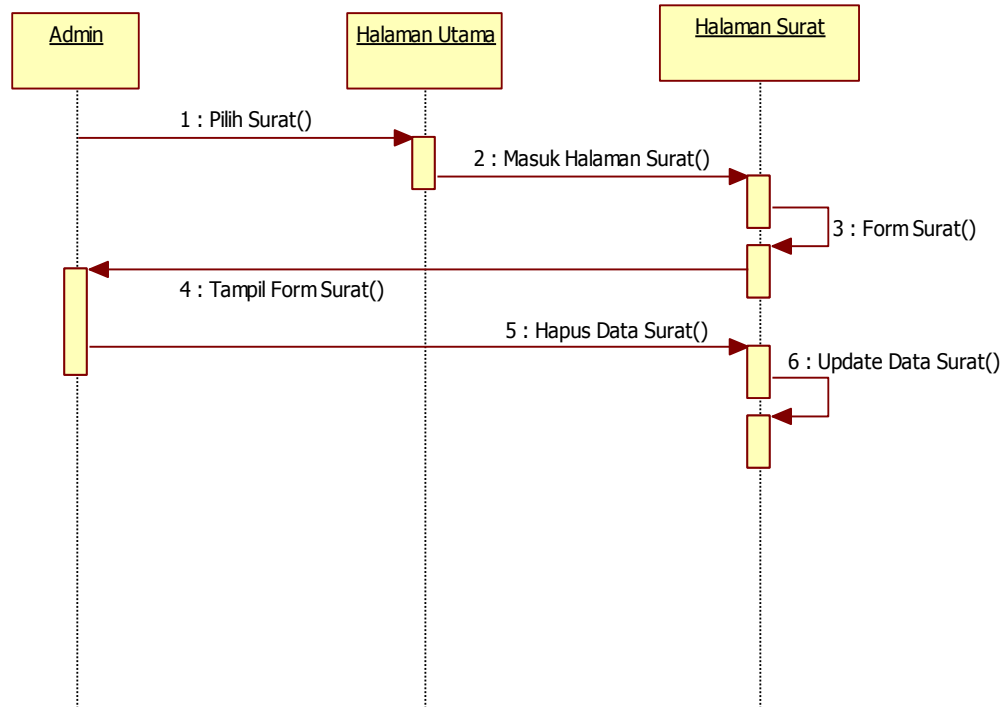 Admin
Halaman Utama
Halaman Surat
1 : Pilih Surat()
2 : Masuk Halaman Surat()
3 : Form Surat()
4 : Tampil Form Surat()
5 : Hapus Data Surat()
6 : Update Data Surat()